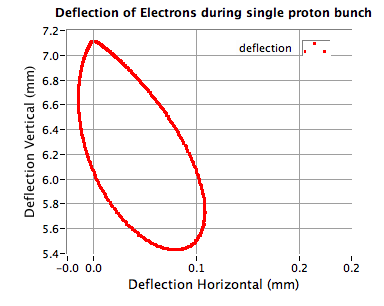 Deflection of Electrons during single proton bunch
deflection
Deflection Vertical (mm)
7.2
7.0
6.8
6.6
6.4
6.2
6.0
5.8
5.6
5.4
-0.0 0.0 0.1 0.2 0.2
Deflection Horizontal (mm)